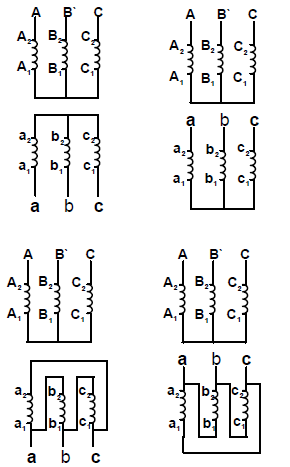 A B` C
A₂ B₂ C₂
A₁ B₁ C₁
a₂ b₂ c₂
a₁ b₁ c₁
a b c
A B C
A₂ B₂ C₂
A₁ B₁ C₁
a b c
a₂ b₂ c₂
a₁ b₁ c₁
A B` C
A₂ B₂ C₂
A₁ B₁ C₁
a₂ b₂ c₂
a₁ b₁ c₁
a b c
A B` C
A₂ B₂ C₂
A₁ B₁ C₁
a b c
a₂ b₂ c₂
a₁ b₁ c₁